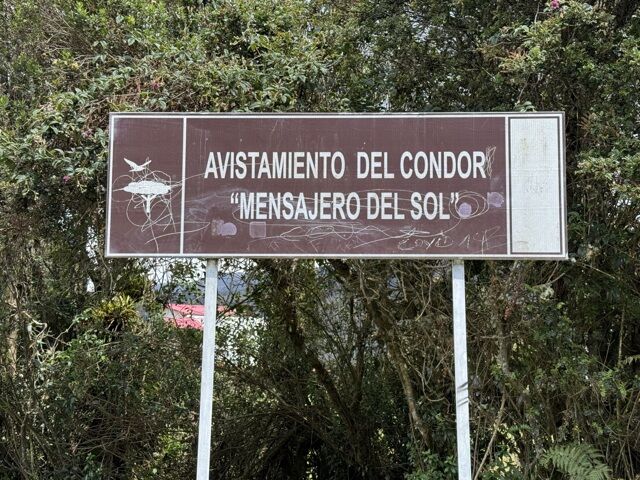 AVISTAMIENTO DEL CONDOR
“MENSAJERO DEL SOL”